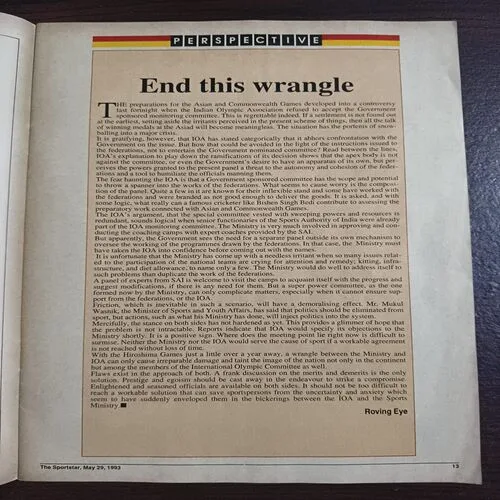 PERSPECTIVE
End this wrangle
THE preparations for the Asian and Commonwealth Games developed into a controversy
last fortnight when the Indian Olympic Association refused to accept the Government
sponsored monitoring committee. This is regrettable indeed. If a settlement is not found out
at the earliest, setting aside the irritants perceived in the present scheme of things, then all the talk
of winning medals at the Asiad will become meaningless. The situation has the portents of snow-
balling into a major crisis.
It is gratifying, however, that IOA has stated categorically that it abhors confrontation with the
Government on the issue. But how could be avoided in the light of the instructions issued to
the federations, not to entertain the Government nominated committee? Read between the lines,
IOA's explanation to play down the ramifications of its decision shows that the apex body is not
against the committee, or even the Government's desire to have an apparatus of its own, but per-
ceives the powers granted to the personnel a threat to the autonomy and cohesion of the federa-
tions and a tool to humiliate the officials manning them.
The fear haunting the IOA is that a Government sponsored committee has the scope and potential
to throw a spanner into the works of the federations. What seems to cause worry is the composi-
tion of the panel. Quite a few in it are known for their inflexible stand and some have worked with
the federations and were branded as not good enough to deliver the goods. It is asked, and with
some logic, what really can a famous cricketer like Bishen Singh Bedi contribute to assessing the
preparatory work connected with Asian and Commonwealth Games.
The IOA's argument, that the special committee vested with sweeping powers and resources is
redundant, sounds logical when senior functionaries of the Sports Authority of India were already
part of the IOA monitoring committee. The Ministry is very much involved in approving and con-
ducting the coaching camps with expert coaches provided by the SAI.
But apparently, the Government sees the need for a separate panel outside its own mechanism to
oversee the working of the programmes drawn by the federations. In that case, the Ministry must
have taken the IOA into confidence before coming out with the names.
It is unfortunate that the Ministry has come up with a needless irritant when so many issues relat-
ed to the participation of the national teams are crying for attention and remedy; kitting, infra-
structure, and diet allowance, to name only a few. The Ministry would do well to address itself to
such problems than duplicate the work of the federations.
A panel of experts from SAI is welcome to visit the camps to acquaint itself with the progress and
suggest modifications, if there is any need for them. But a super powered committee, as the one
formed now by the Ministry, can only complicate matters, especially when it cannot ensure sup-
port from the federations, or the IOA.
Friction, which is inevitable in such a scenario, will have a demoralising effect. Mr. Mukul
Wasnik, the Minister of Sports and Youth Affairs, has said that politics should be eliminated from
sport, but actions, such as what his Ministry has done, will inject politics into the system.
Mercifully, the stance on both sides has not hardened as yet. This provides a glimmer of hope that
the problem is not intractable. Reports indicate that IOA would specify its objections to the
Ministry shortly. It is a positive sign. Where does the meeting point lie right now is difficult to
surmise. Neither the Ministry nor the IOA would serve the cause of sport if a workable agreement
is not reached without loss of time.
With the Hiroshima Games just a little over a year away, a wrangle between the Ministry and
IOA can only cause irreparable damage and taint the image of the nation not only in the continent
but among the members of the International Olympic Committee as well.
Flaws exist in the approach of both. A frank discussion on the merits and demerits is the only
solution. Prestige and egoism should be cast away to the endeavour to strike a compromise.
Enlightened and seasoned officials are available on both sides. It should not be too difficult to
reach a workable solution that can save sportspersons from the uncertainty and anxiety which
seem to have suddenly enveloped them in the bickerings between the IOA and the Sports
Ministry.■
Roving Eye
The Sportstar, May 29, 1993
13